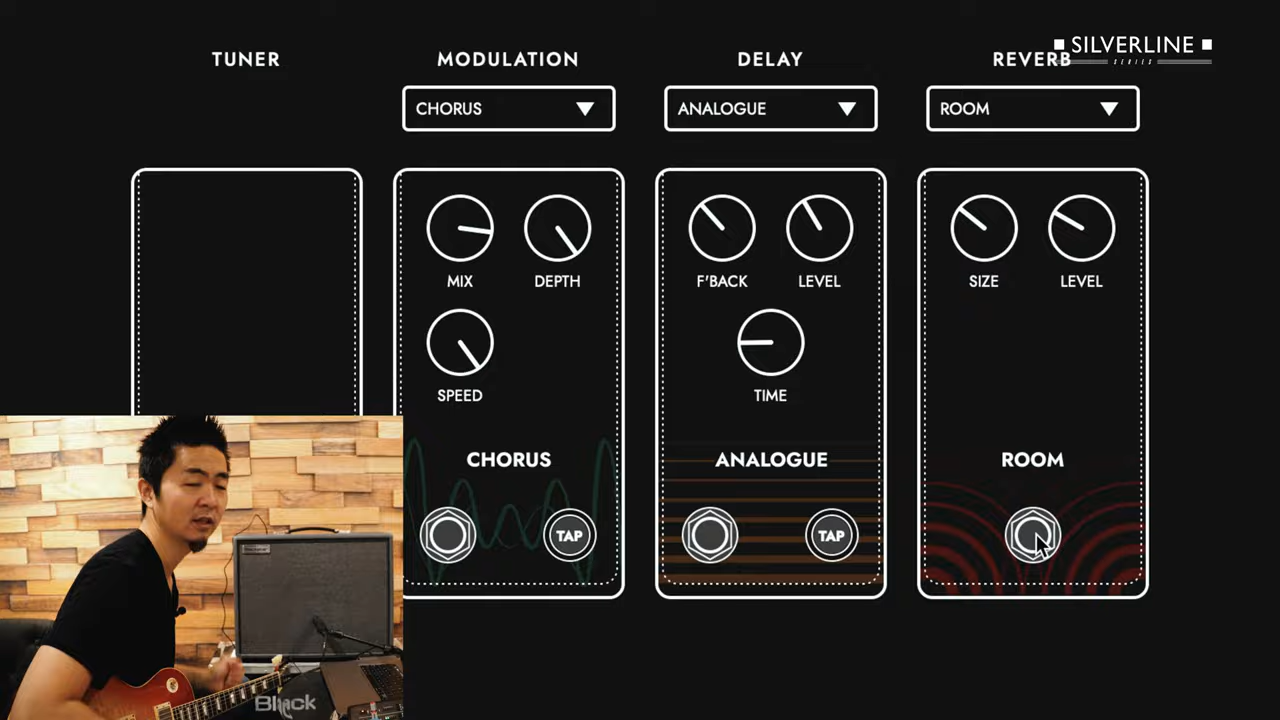 SILVERLINE
SERIES
TUNER
MODULATION
DELAY
REVERB
CHORUS
ANALOGUE
ROOM
MIX
DEPTH
F'BACK
LEVEL
SIZE
LEVEL
SPEED
TIME
CHORUS
ANALOGUE
ROOM
TAP
TAP
Black